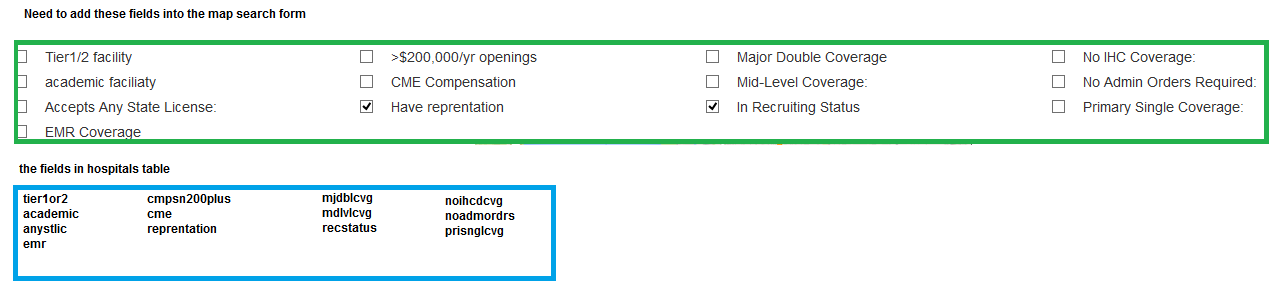 Need to add these fields into the map search form
Tier1/2 facility >$200,000/yr openings Major Double Coverage No IHC Coverage:
academic faciliaty CME Compensation Mid-Level Coverage: No Admin Orders Required:
Accepts Any State License: Have reprentation In Recruiting Status Primary Single Coverage:
EMR Coverage
the fields in hospitals table
tier1or2 cmpsn200plus mjdblcvg noihcdcvg
academic cme mdlvlcvg noadmordrs
anystlic reprentation recstatus prisnglcvg
emr